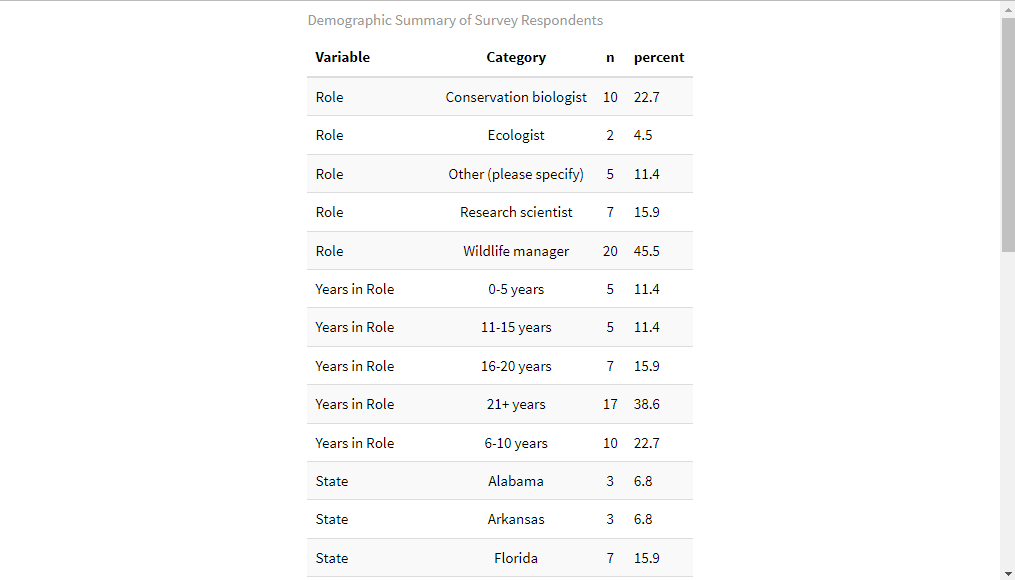 Demographic Summary of Survey Respondents
Variable Category n percent
Role Conservation biologist 10 22.7
Role Ecologist 2 4.5
Role Other (please specify) 5 11.4
Role Research scientist 7 15.9
Role Wildlife manager 20 45.5
Years in Role 0-5 years 5 11.4
Years in Role 11-15 years 5 11.4
Years in Role 16-20 years 7 15.9
Years in Role 21+ years 17 38.6
Years in Role 6-10 years 10 22.7
State Alabama 3 6.8
State Arkansas 3 6.8
State Florida 7 15.9